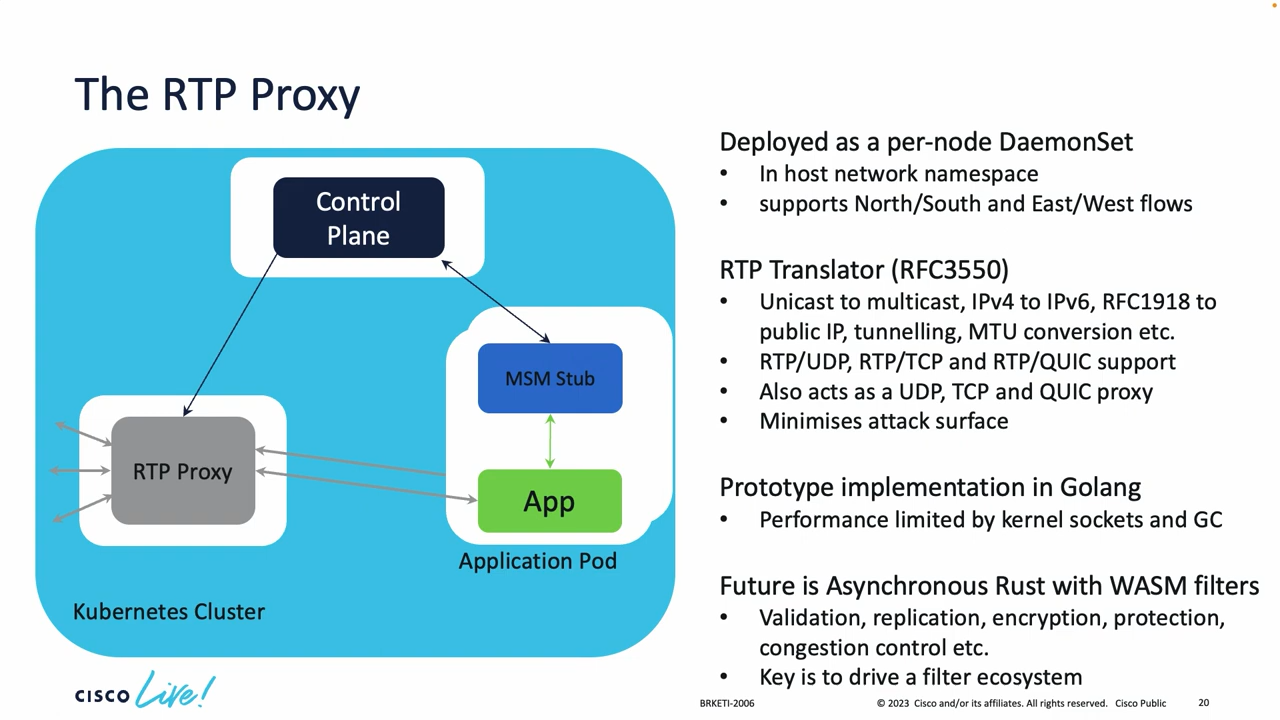 The RTP Proxy
Control
Plane
MSM Stub
RTP Proxy
App
Application Pod
Kubernetes Cluster
Deployed as a per-node DaemonSet
• In host network namespace
• supports North/South and East/West flows
RTP Translator (RFC3550)
• Unicast to multicast, IPv4 to IPv6, RFC1918 to
public IP, tunnelling, MTU conversion etc.
• RTP/UDP, RTP/TCP and RTP/QUIC support
• Also acts as a UDP, TCP and QUIC proxy
• Minimises attack surface
Prototype implementation in Golang
• Performance limited by kernel sockets and GC
Future is Asynchronous Rust with WASM filters
• Validation, replication, encryption, protection,
congestion control etc.
• Key is to drive a filter ecosystem
CISCO Live!
BRKETI-2006
© 2023 Cisco and/or its affiliates. All rights reserved. Cisco Public
20